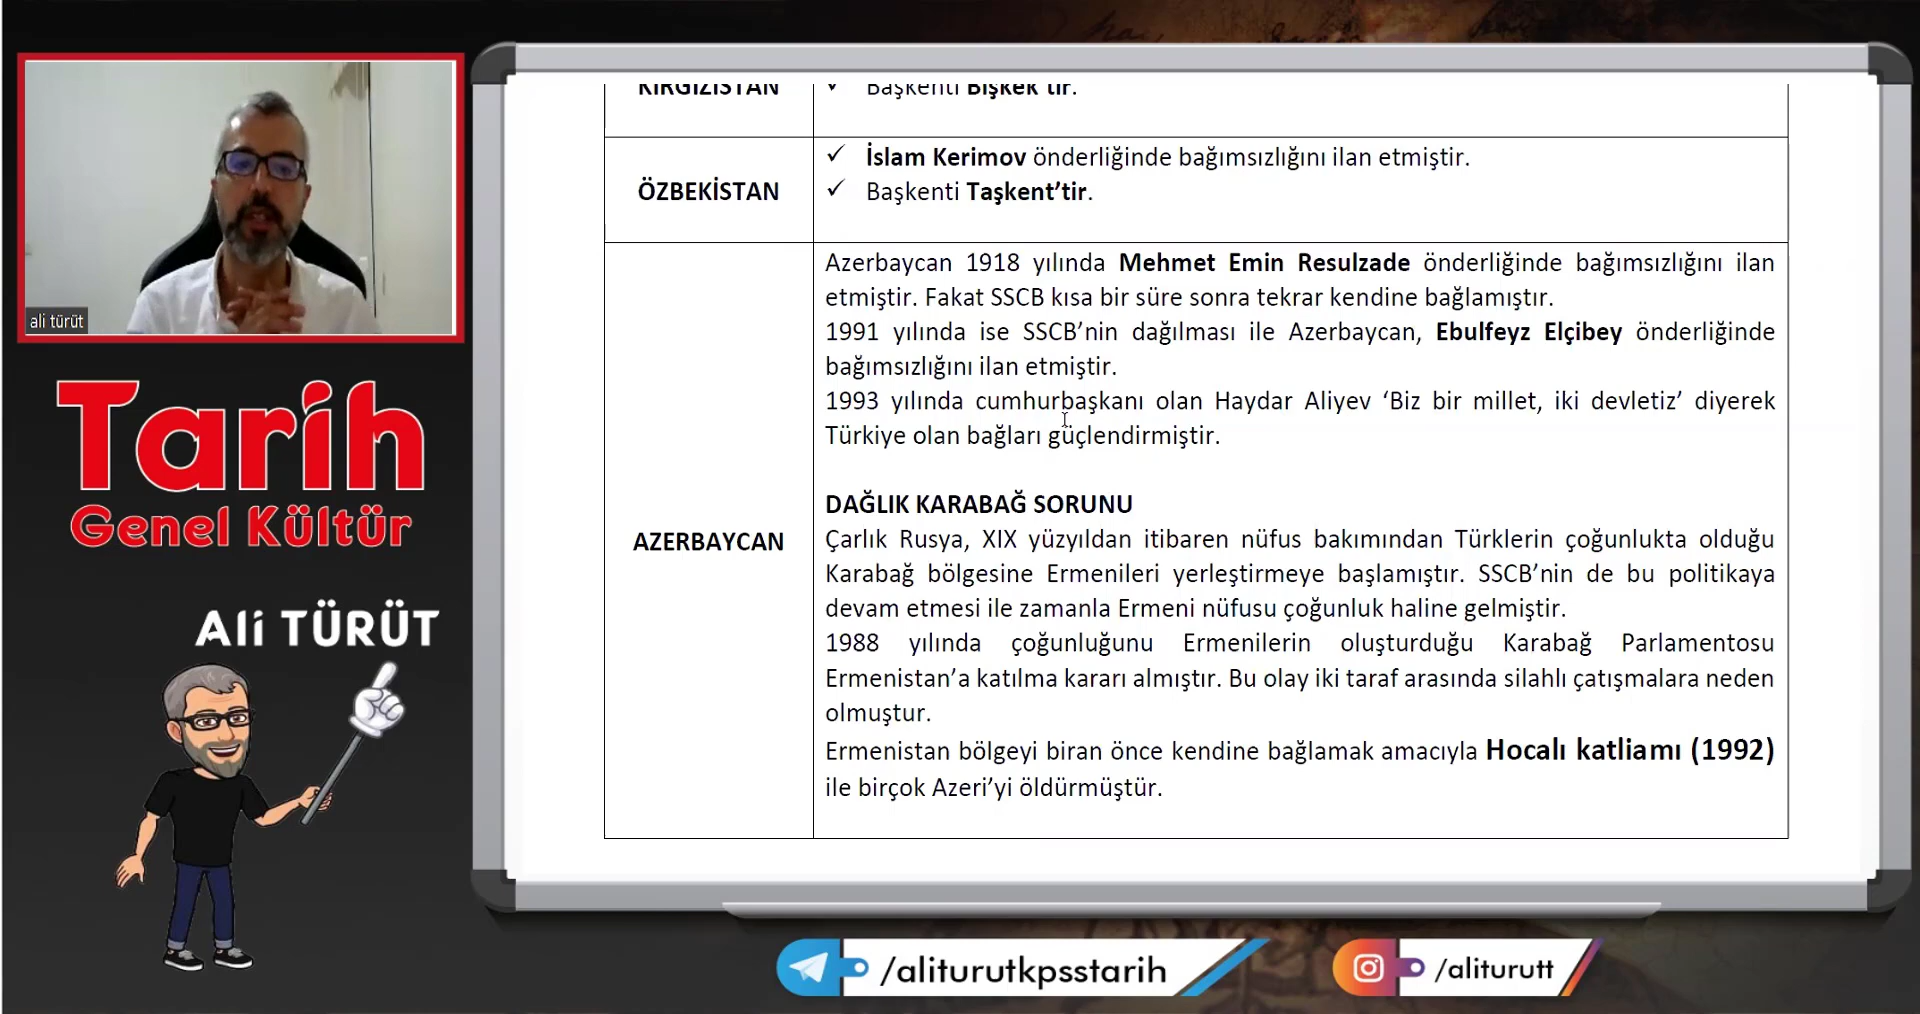 KIRGIZİSTAN
✓ Başkenti Bişkek'tir.
ÖZBEKİSTAN
✓ İslam Kerimov önderliğinde bağımsızlığını ilan etmiştir.
✓ Başkenti Taşkent’tir.
AZERBAYCAN
Azerbaycan 1918 yılında Mehmet Emin Resulzade önderliğinde bağımsızlığını ilan
etmiştir. Fakat SSCB kısa bir süre sonra tekrar kendine bağlamıştır.
1991 yılında ise SSCB’nin dağılması ile Azerbaycan, Ebulfeyz Elçibey önderliğinde
bağımsızlığını ilan etmiştir.
1993 yılında cumhurbaşkanı olan Haydar Aliyev ‘Biz bir millet, iki devletiz’ diyerek
Türkiye olan bağları güçlendirmiştir.
DAĞLIK KARABAĞ SORUNU
Çarlık Rusya, XIX yüzyıldan itibaren nüfus bakımından Türklerin çoğunlukta olduğu
Karabağ bölgesine Ermenileri yerleştirmeye başlamıştır. SSCB’nin de bu politikaya
devam etmesi ile zamanla Ermeni nüfusu çoğunluk haline gelmiştir.
1988 yılında çoğunluğunu Ermenilerin oluşturduğu Karabağ Parlamentosu
Ermenistan’a katılma kararı almıştır. Bu olay iki taraf arasında silahlı çatışmalara neden
olmuştur.
Ermenistan bölgeyi biran önce kendine bağlamak amacıyla Hocalı katliamı (1992)
ile birçok Azeri’yi öldürmüştür.
ali türüt
Tarih
Genel Kültür
Ali TÜRÜT
/aliturutkpsstarih
/aliturutt